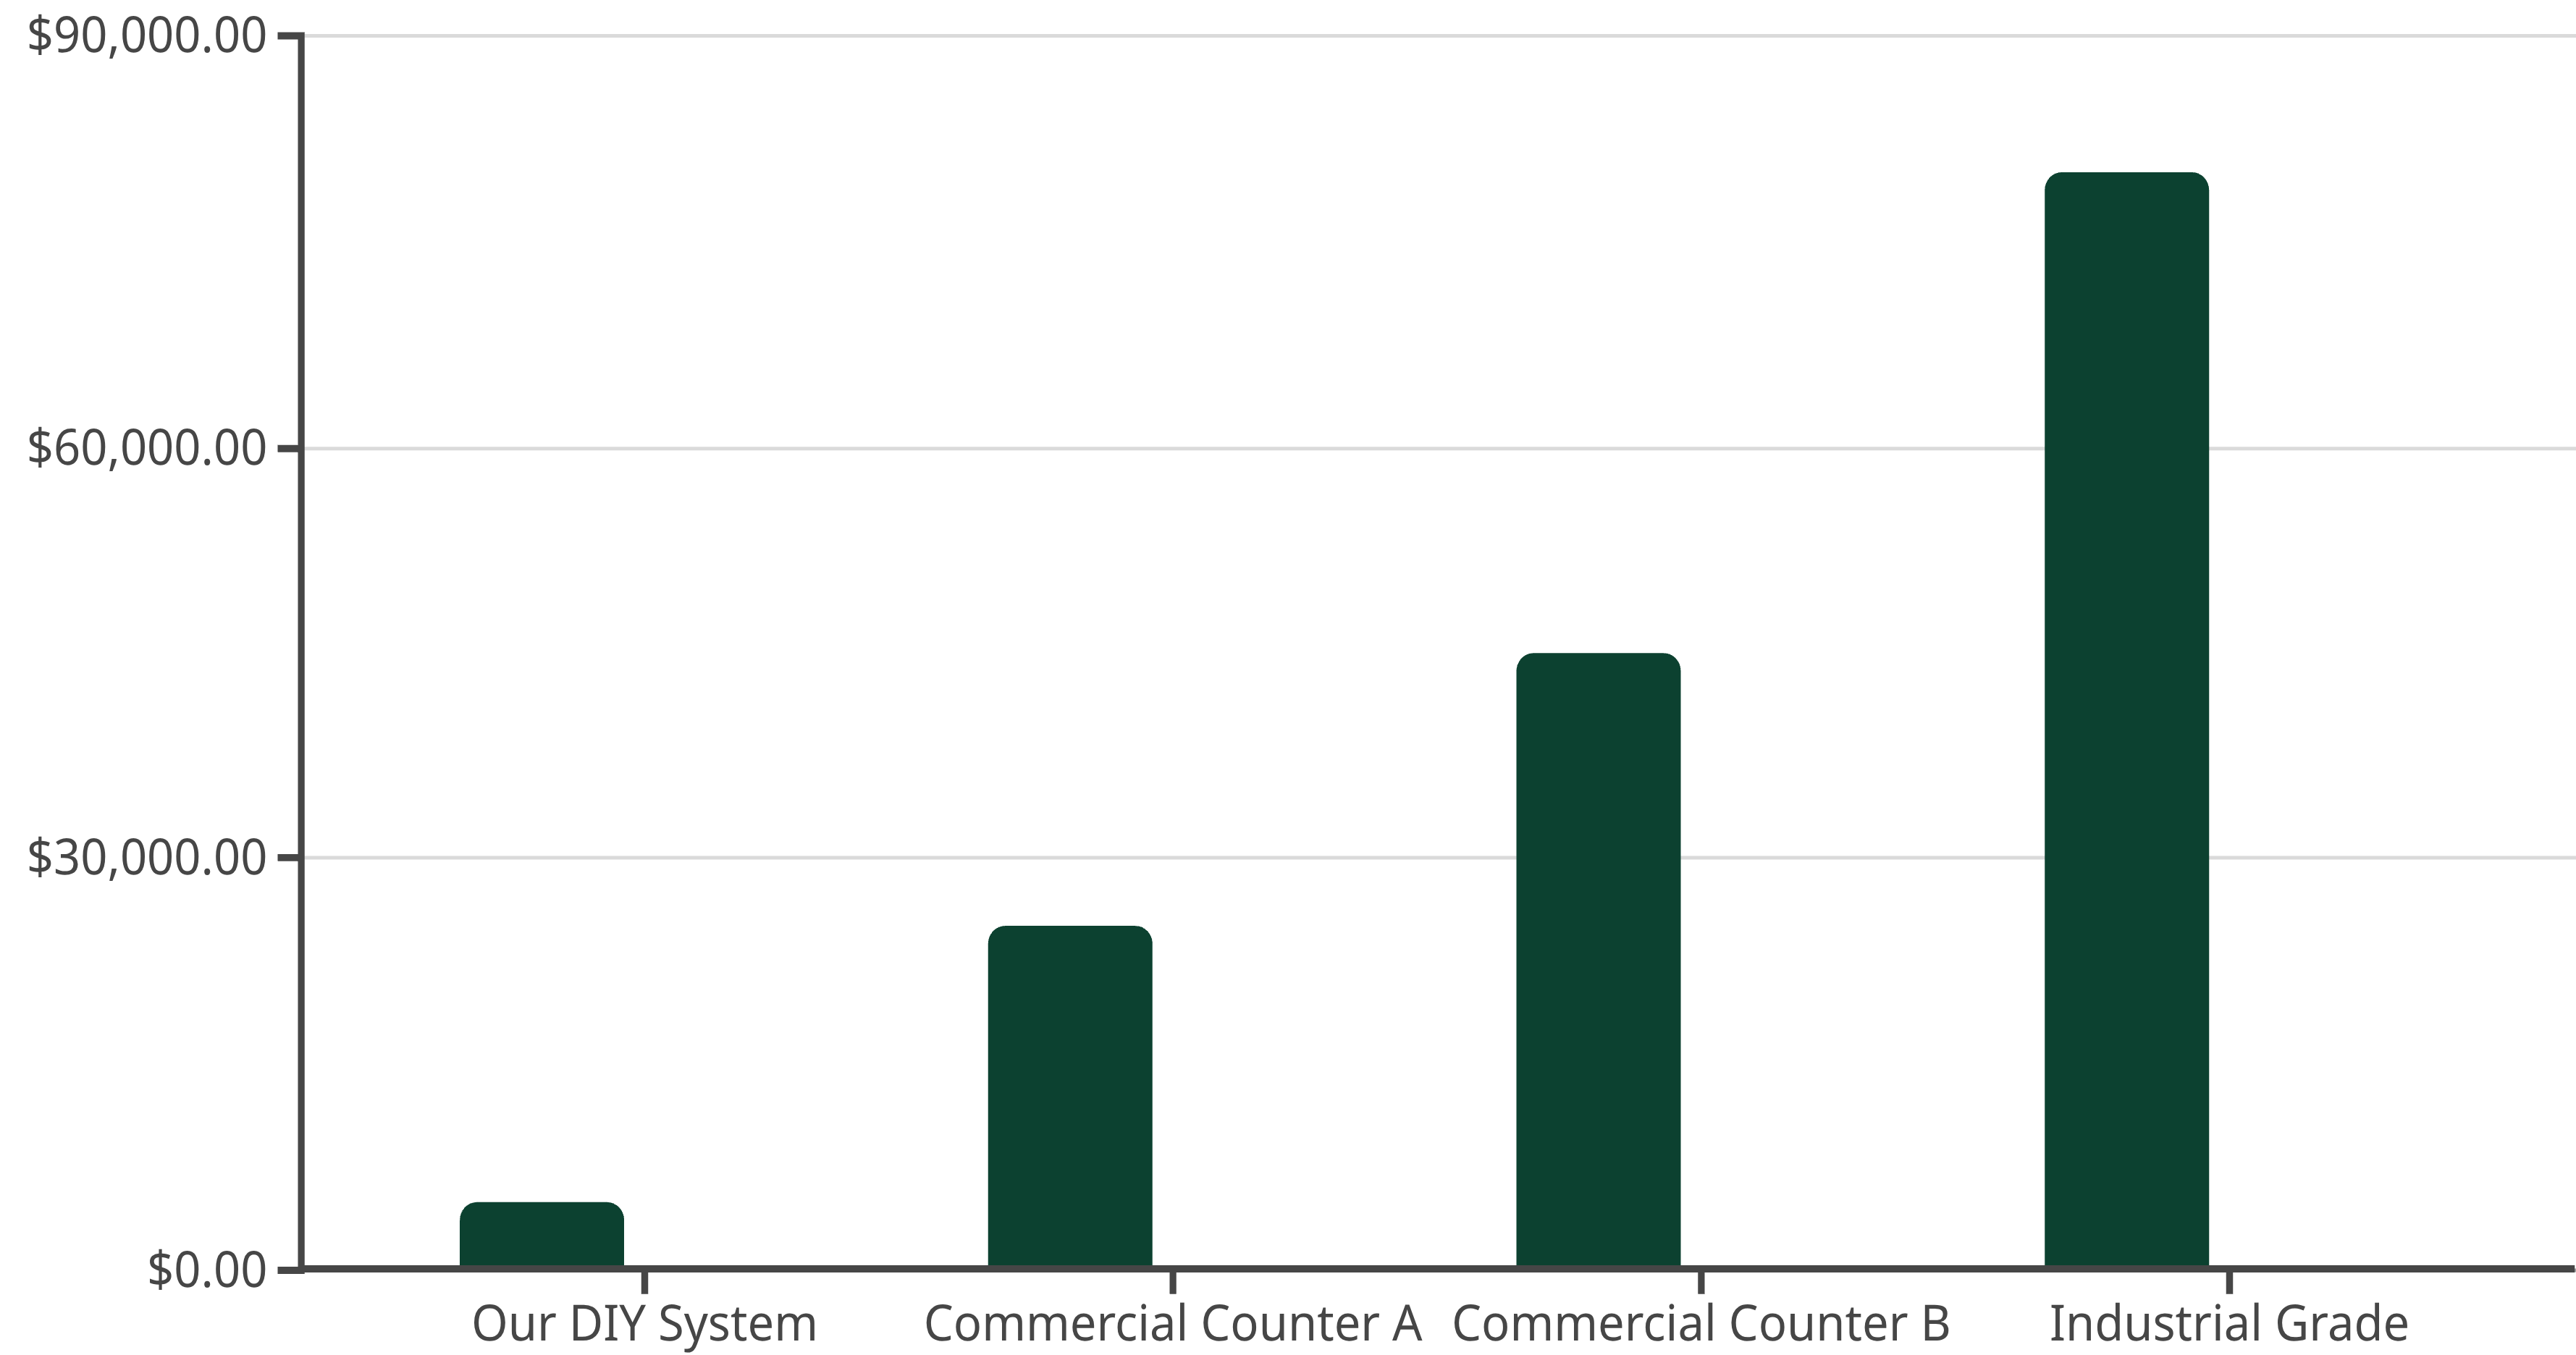 $90,000.00
$60,000.00
$30,000.00
$0.00
Our DIY System
Commercial Counter A
Commercial Counter B
Industrial Grade